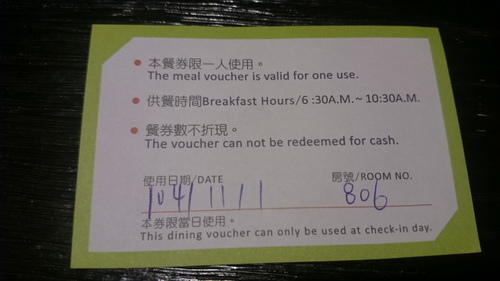 本餐券限一人使用。
The meal voucher is valid for one use.
供餐時間Breakfast Hours/6 :30A.M.~ 10:30A.M.
餐券數不折現。
The voucher can not be redeemed for cash.
使用日期/DATE 房號/ROOM NO.
104/11/1 806
本券限當日使用。
This dining voucher can only be used at check-in day.